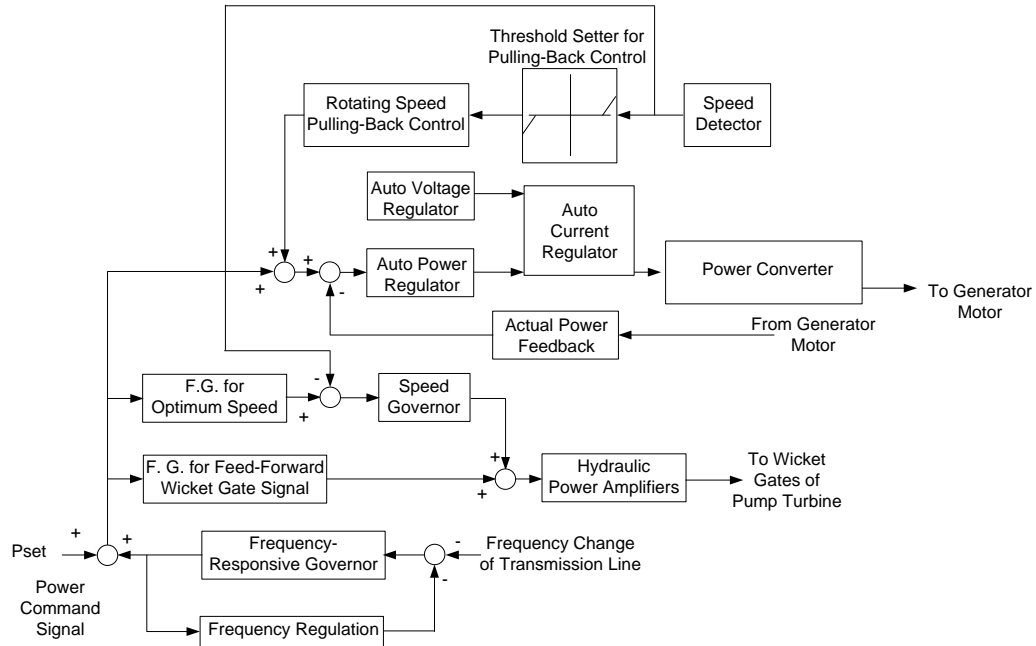 Threshold Setter for
Pulling-Back Control
Rotating Speed
Pulling-Back Control
Speed
Detector
Auto Voltage
Regulator
Auto
Current
Regulator
+
+
+
-
Auto Power
Regulator
Power Converter
To Generator
Motor
Actual Power
Feedback
From Generator
Motor
F.G. for
Optimum Speed
-
+
Speed
Governor
F. G. for Feed-Forward
Wicket Gate Signal
+
+
Hydraulic
Power Amplifiers
To Wicket
Gates of
Pump Turbine
Pset
+
+
Power
Command
Signal
Frequency-
Responsive Governor
-
-
Frequency Change
of Transmission Line
Frequency Regulation